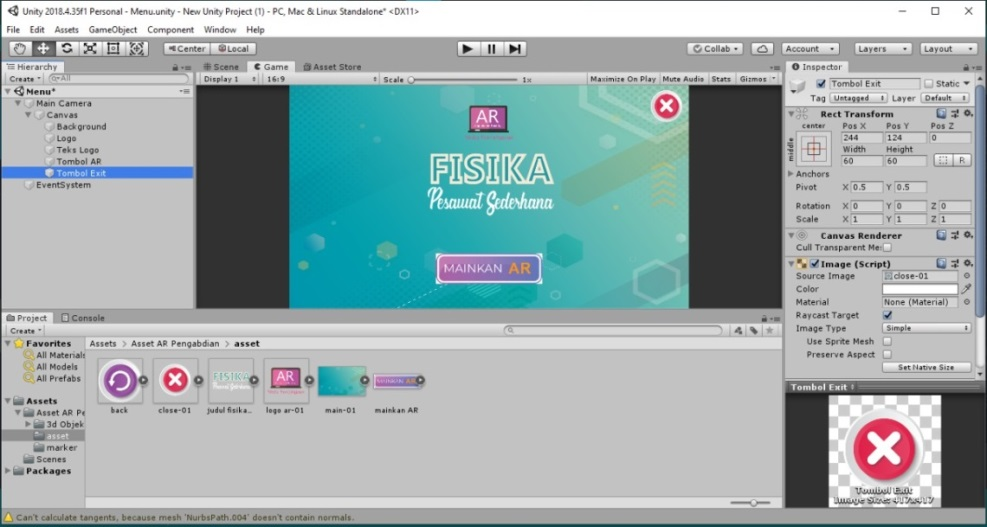 Unity 2018.4.35f1 Personal - Menu.unity - New Unity Project (1) - PC, Mac & Linux Standalone* <DX11>
File Edit Assets GameObject Component Window Help
Center Local Collab Account Layers Layout
Hierarchy
Create All
Menu*
Main Camera
Canvas
Background
Logo
Teks Logo
Tombol AR
Tombol Exit
EventSystem
Scene Game Asset Store
Display 1 16:9 Scale 1x Maximize On Play Mute Audio Stats Gizmos
AR
FISIKA
Pesawat Sederhana
MAINKAN AR
Inspector
Tombol Exit Static
Tag Untagged Layer Default
Rect Transform
center Pos X Pos Y Pos Z
middle 244 124 0
Width Height
60 60 R
Anchors
Pivot X 0.5 Y 0.5
Rotation X 0 Y 0 Z 0
Scale X 1 Y 1 Z 1
Canvas Renderer
Cull Transparent Me
Image (Script)
Source Image close-01
Color
Material None (Material)
Raycast Target
Image Type Simple
Use Sprite Mesh
Preserve Aspect
Set Native Size
Tombol Exit
Tombol Exit
Image Size: 417x417
Project Console
Create
Favorites
All Materials
All Models
All Prefabs
Assets
Asset AR Pe
3d Objek
asset
marker
Scenes
Packages
Assets Asset AR Pengabdian asset
FISIKA
AR
MAINKAN AR
back close-01 judul fisika... logo ar-01 main-01 mainkan AR
Can't calculate tangents, because mesh 'NurbsPath.004' doesn't contain normals.